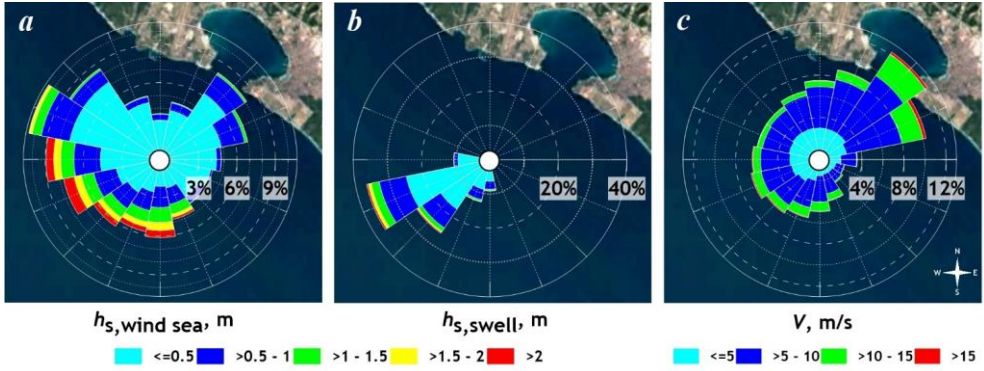 a
b
c
3%
6%
9%
20%
40%
4%
8%
12%
N
W E
S
hs,wind sea, m
hs,swell, m
V, m/s
<=0.5 >0.5 - 1 >1 - 1.5 >1.5 - 2 >2
<=5 >5 - 10 >10 - 15 >15